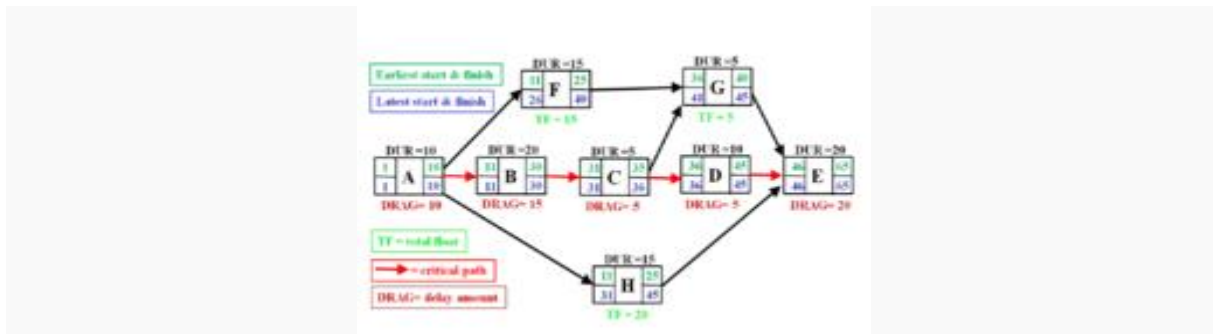 DUR =15
DUR =5
Earliest start & finish
11 F 25
36 G 40
Latest start & finish
26 40
41 45
TF = 15
TF = 5
DUR =10
DUR =20
DUR =5
DUR =10
DUR =20
1 A 10
11 B 30
31 C 35
36 D 45
46 E 65
1 10
11 30
31 36
36 45
46 65
DRAG= 10
DRAG= 15
DRAG= 5
DRAG= 5
DRAG= 20
TF = total float
DUR =15
= critical path
11 H 25
31 45
DRAG= delay amount
TF = 20